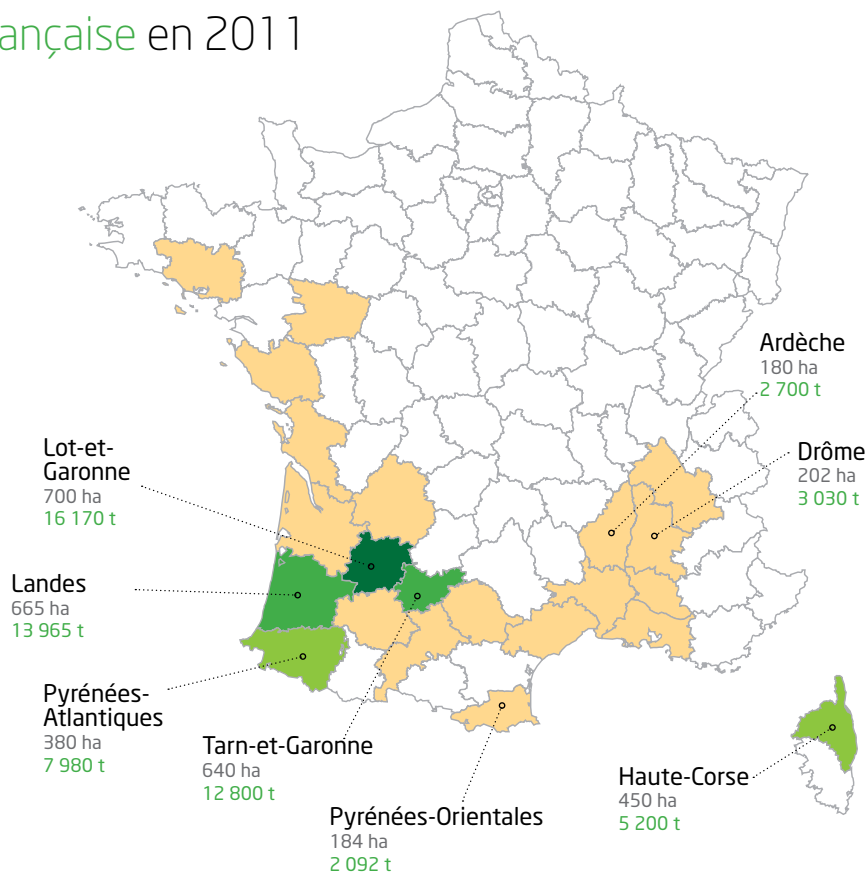 ançaise en 2011
Ardèche
180 ha
2 700 t
Drôme
202 ha
3 030 t
Lot-et-
Garonne
700 ha
16 170 t
Landes
665 ha
13 965 t
Pyrénées-
Atlantiques
380 ha
7 980 t
Tarn-et-Garonne
640 ha
12 800 t
Pyrénées-Orientales
184 ha
2 092 t
Haute-Corse
450 ha
5 200 t